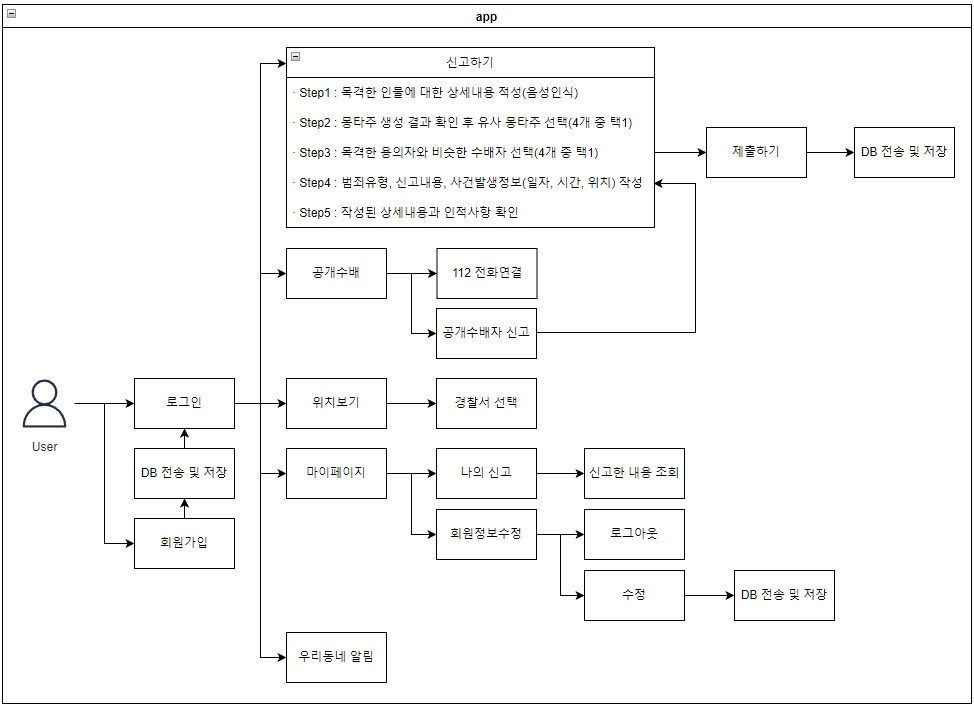 app
신고하기
· Step1 : 목격한 인물에 대한 상세내용 적성(음성인식)
· Step2 : 몽타주 생성 결과 확인 후 유사 몽타주 선택(4개 중 택1)
· Step3 : 목격한 용의자와 비슷한 수배자 선택(4개 중 택1)
· Step4 : 범죄유형, 신고내용, 사건발생정보(일자, 시간, 위치) 작성
· Step5 : 작성된 상세내용과 인적사항 확인
제출하기
DB 전송 및 저장
공개수배
112 전화연결
공개수배자 신고
User
로그인
위치보기
경찰서 선택
DB 전송 및 저장
마이페이지
나의 신고
신고한 내용 조회
회원가입
회원정보수정
로그아웃
수정
DB 전송 및 저장
우리동네 알림